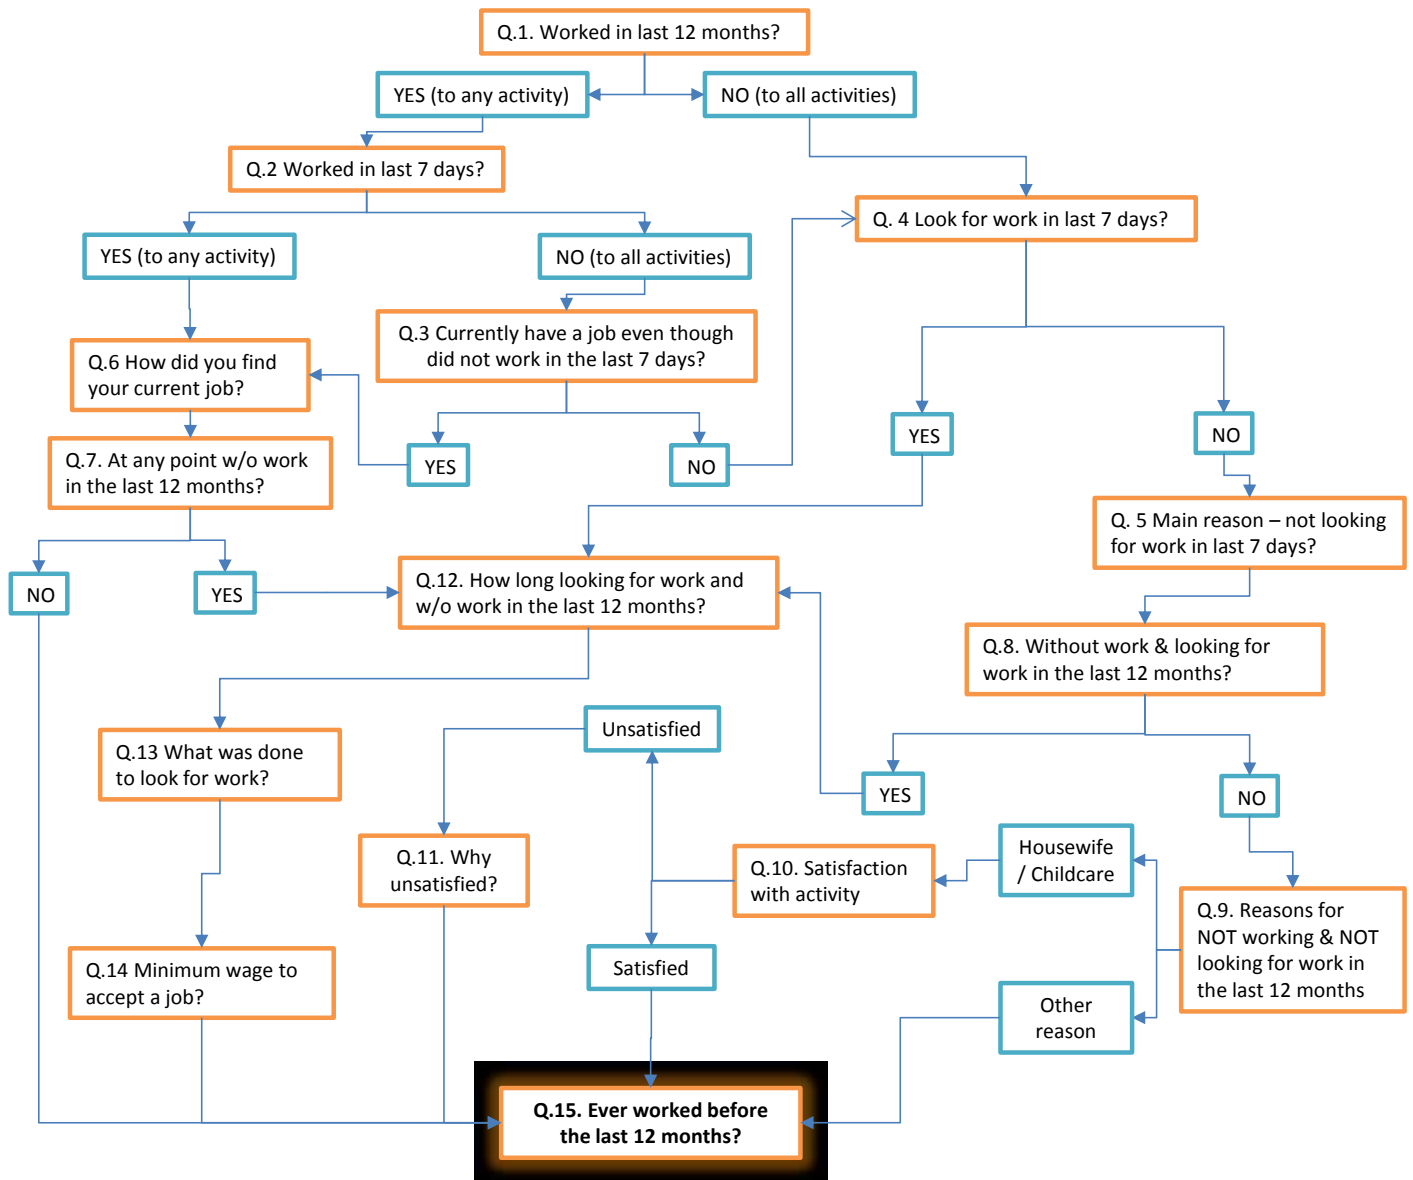 Q.1. Worked in last 12 months?
YES (to any activity)
NO (to all activities)
Q.2 Worked in last 7 days?
Q. 4 Look for work in last 7 days?
YES (to any activity)
NO (to all activities)
Q.3 Currently have a job even though
did not work in the last 7 days?
Q.6 How did you find
your current job?
YES
NO
YES
NO
Q.7. At any point w/o work
in the last 12 months?
Q. 5 Main reason – not looking
for work in last 7 days?
NO
YES
Q.12. How long looking for work and
w/o work in the last 12 months?
Q.8. Without work & looking for
work in the last 12 months?
Q.13 What was done
to look for work?
Unsatisfied
YES
NO
Q.11. Why
unsatisfied?
Q.10. Satisfaction
with activity
Housewife
/ Childcare
Q.9. Reasons for
NOT working & NOT
looking for work in
the last 12 months
Q.14 Minimum wage to
accept a job?
Satisfied
Other
reason
Q.15. Ever worked before
the last 12 months?